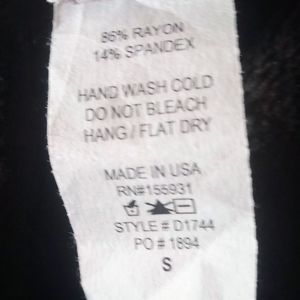 86% RAYON
14% SPANDEX
HAND WASH COLD
DO NOT BLEACH
HANG / FLAT DRY
MADE IN USA
RN#155931
STYLE # D1744
PO # 1894
S